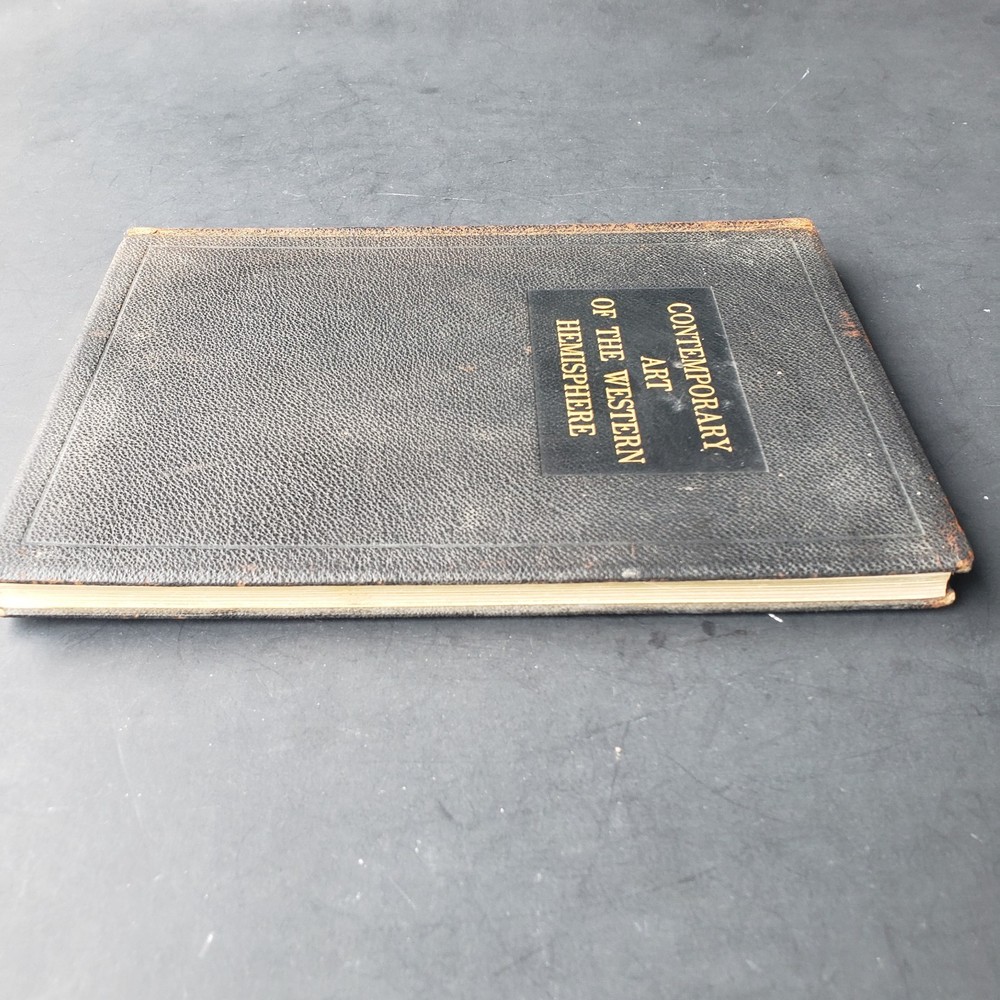 CONTEMPORARY
ART
OF THE WESTERN
HEMISPHERE